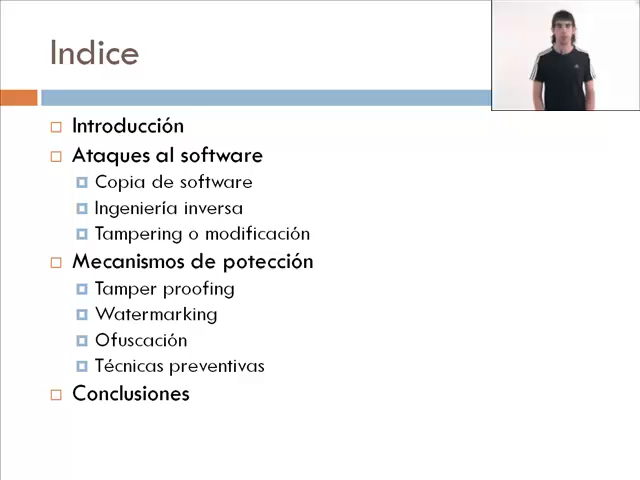 Indice
Introducción
Ataques al software
Copia de software
Ingeniería inversa
Tampering o modificación
Mecanismos de potección
Tamper proofing
Watermarking
Ofuscación
Técnicas preventivas
Conclusiones